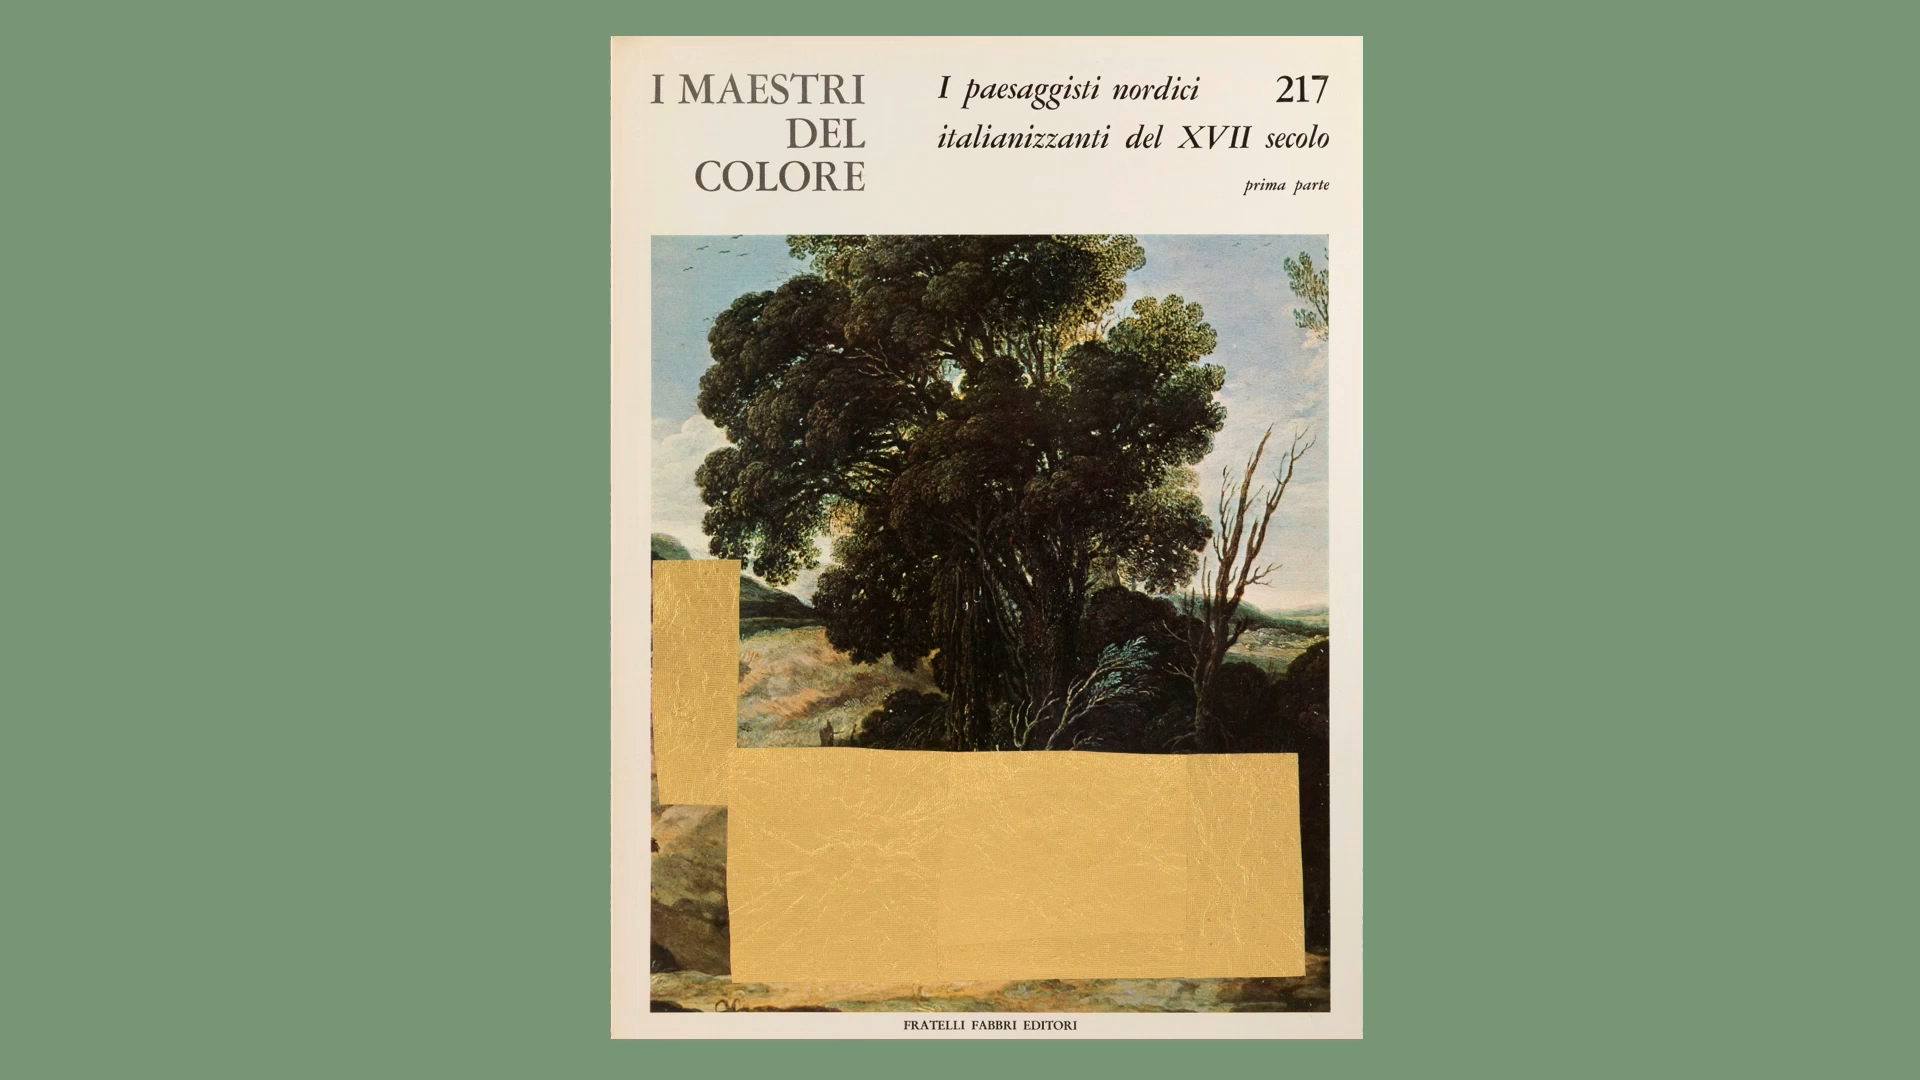 I MAESTRI
DEL
COLORE
I paesaggisti nordici 217
italianizzanti del XVII secolo
prima parte
FRATELLI FABBRI EDITORI